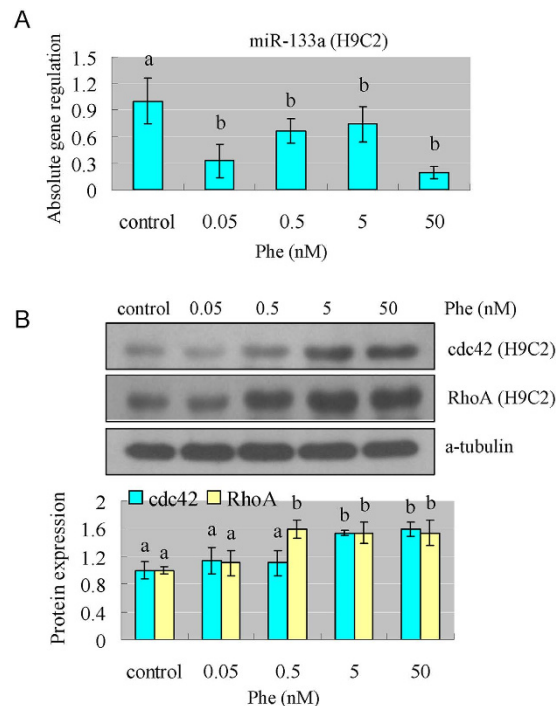 A
miR-133a (H9C2)
Absolute gene regulation
1.5
1.2
0.9
0.6
0.3
0
a
b
b
b
b
control 0.05 0.5 5 50
Phe (nM)
B
control 0.05 0.5 5 50 Phe (nM)
cdc42 (H9C2)
RhoA (H9C2)
a-tubulin
cdc42 RhoA
Protein expression
2
1.6
1.2
0.8
0.4
0
a a a a a b b b b b
control 0.05 0.5 5 50
Phe (nM)